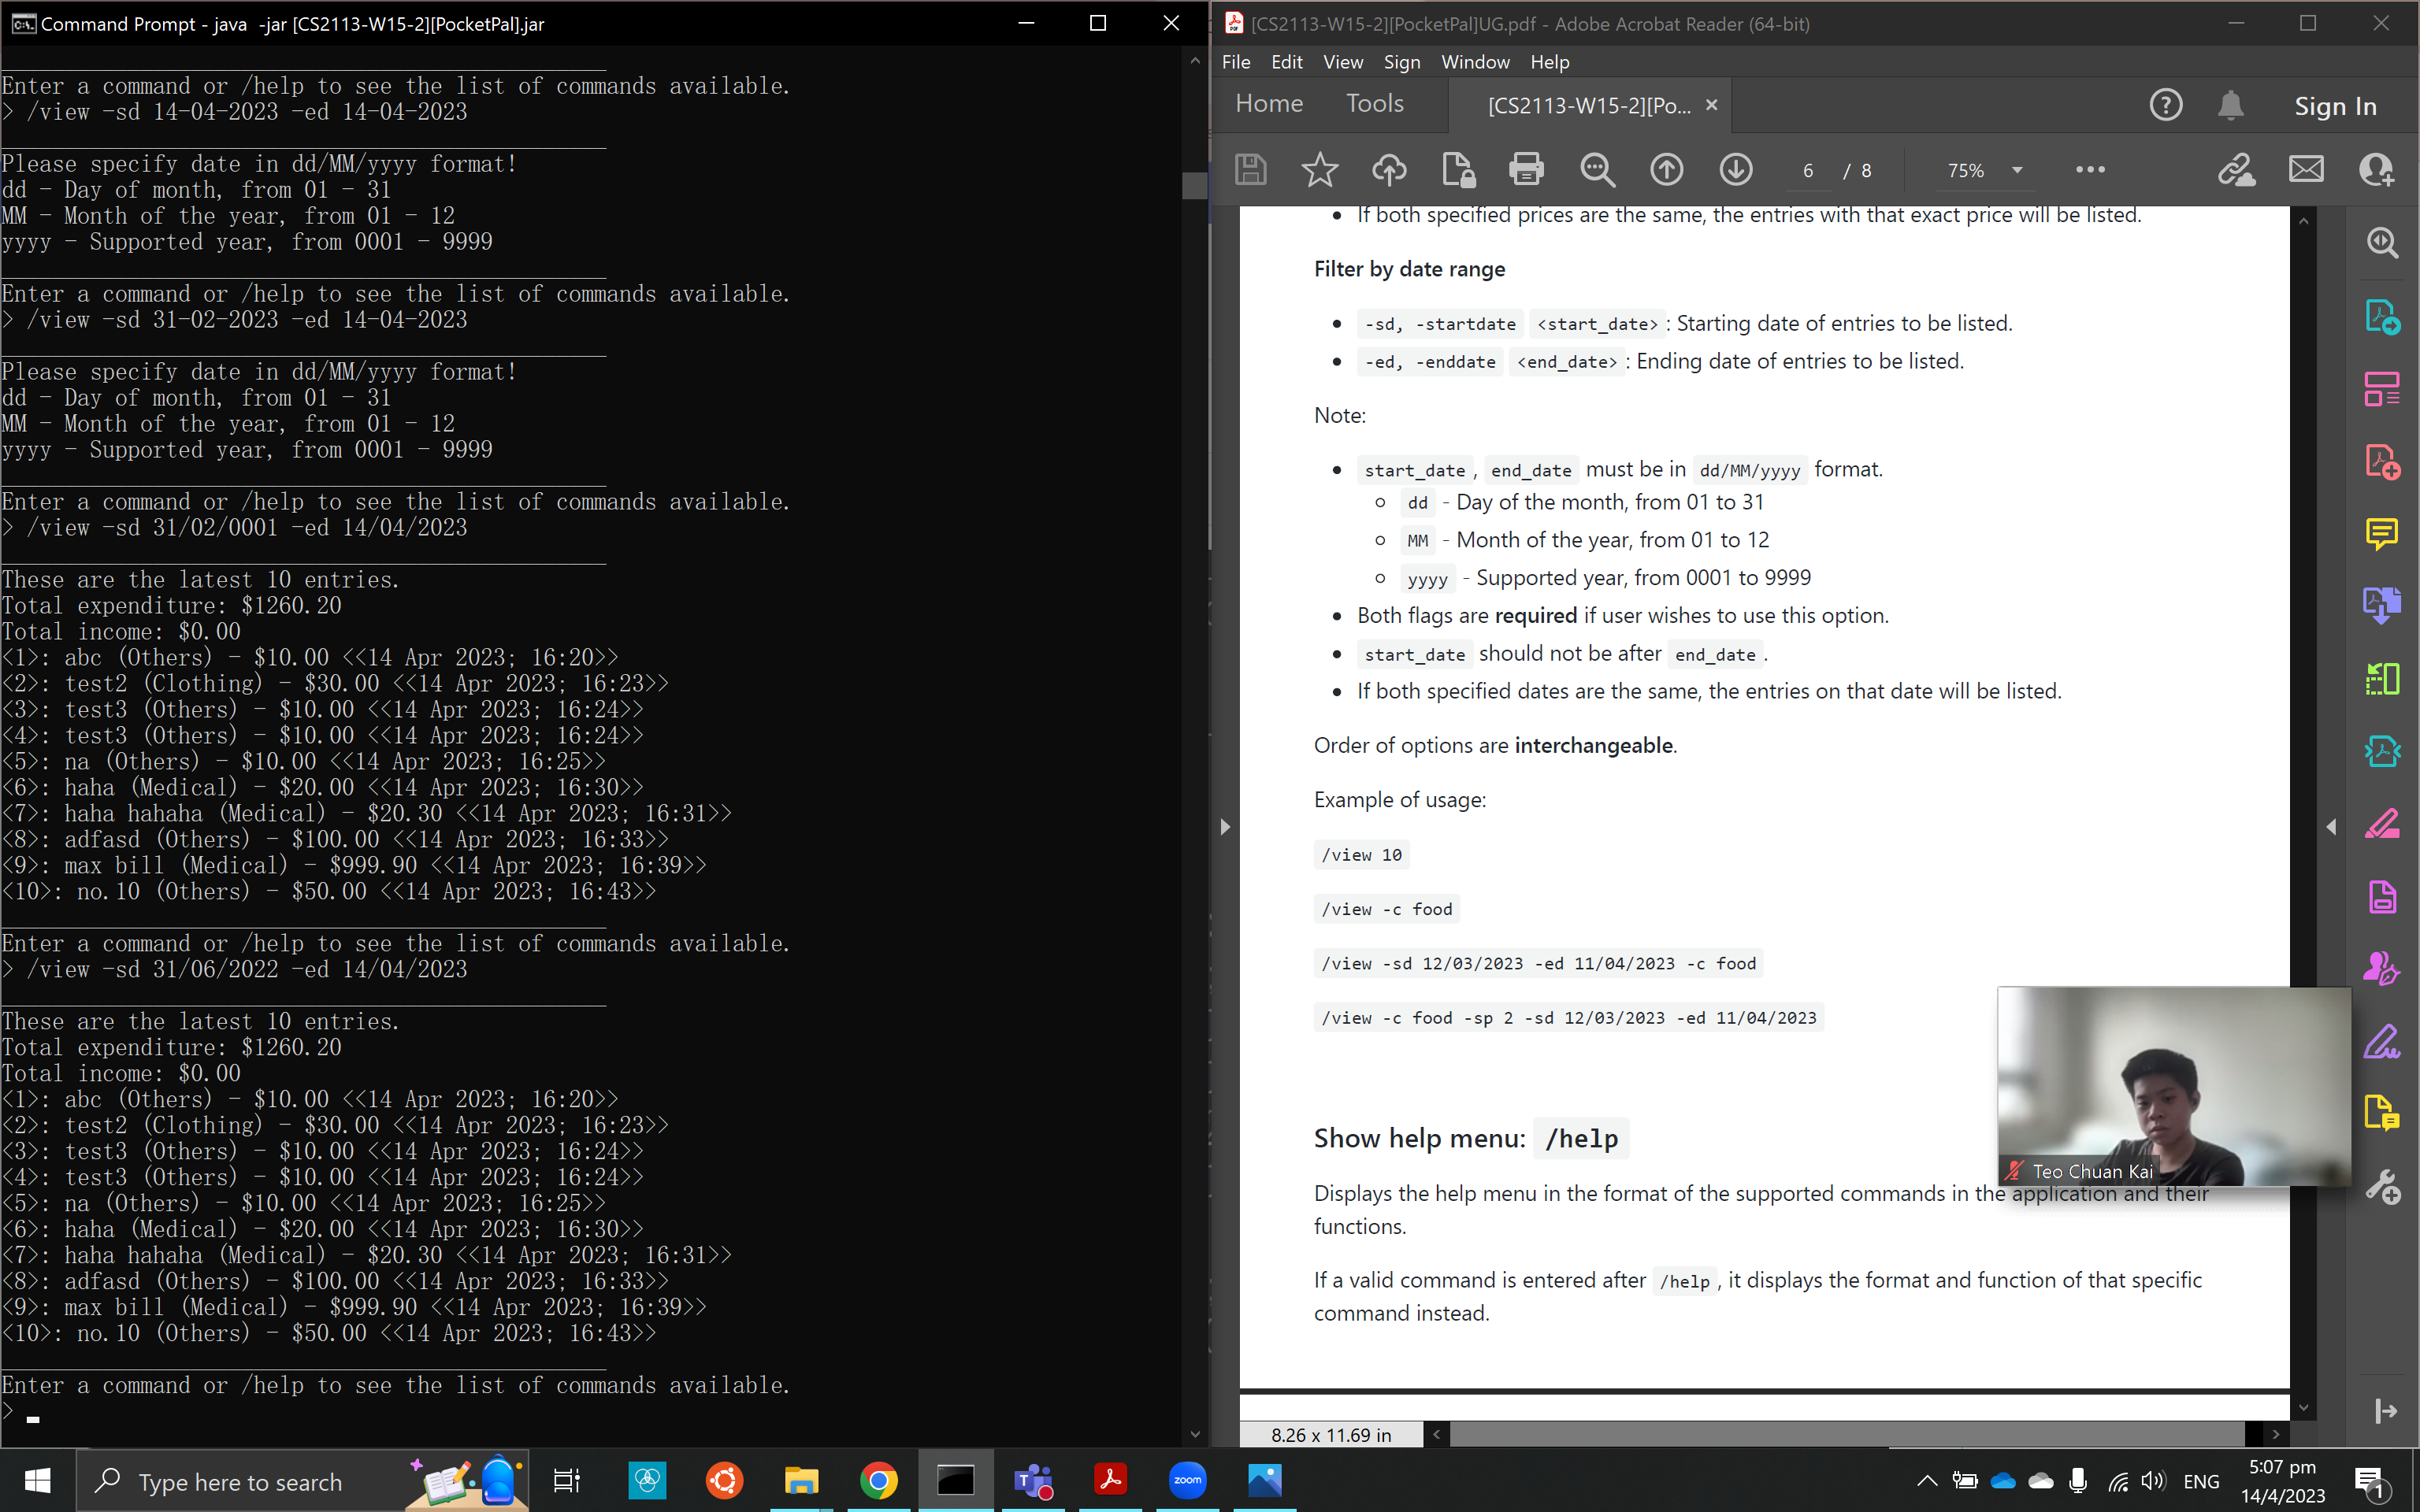 Command Prompt - java  -jar [CS2113-W15-2][PocketPal].jar
Enter a command or /help to see the list of commands available.
> /view -sd 14-04-2023 -ed 14-04-2023
Please specify date in dd/MM/yyyy format!
dd - Day of month, from 01 - 31
MM - Month of the year, from 01 - 12
yyyy - Supported year, from 0001 - 9999
Enter a command or /help to see the list of commands available.
> /view -sd 31-02-2023 -ed 14-04-2023
Please specify date in dd/MM/yyyy format!
dd - Day of month, from 01 - 31
MM - Month of the year, from 01 - 12
yyyy - Supported year, from 0001 - 9999
Enter a command or /help to see the list of commands available.
> /view -sd 31/02/0001 -ed 14/04/2023
These are the latest 10 entries.
Total expenditure: $1260.20
Total income: $0.00
<1>: abc (Others) - $10.00 <<14 Apr 2023; 16:20>>
<2>: test2 (Clothing) - $30.00 <<14 Apr 2023; 16:23>>
<3>: test3 (Others) - $10.00 <<14 Apr 2023; 16:24>>
<4>: test3 (Others) - $10.00 <<14 Apr 2023; 16:24>>
<5>: na (Others) - $10.00 <<14 Apr 2023; 16:25>>
<6>: haha (Medical) - $20.00 <<14 Apr 2023; 16:30>>
<7>: haha hahaha (Medical) - $20.30 <<14 Apr 2023; 16:31>>
<8>: adfasd (Others) - $100.00 <<14 Apr 2023; 16:33>>
<9>: max bill (Medical) - $999.90 <<14 Apr 2023; 16:39>>
<10>: no.10 (Others) - $50.00 <<14 Apr 2023; 16:43>>
Enter a command or /help to see the list of commands available.
> /view -sd 31/06/2022 -ed 14/04/2023
These are the latest 10 entries.
Total expenditure: $1260.20
Total income: $0.00
<1>: abc (Others) - $10.00 <<14 Apr 2023; 16:20>>
<2>: test2 (Clothing) - $30.00 <<14 Apr 2023; 16:23>>
<3>: test3 (Others) - $10.00 <<14 Apr 2023; 16:24>>
<4>: test3 (Others) - $10.00 <<14 Apr 2023; 16:24>>
<5>: na (Others) - $10.00 <<14 Apr 2023; 16:25>>
<6>: haha (Medical) - $20.00 <<14 Apr 2023; 16:30>>
<7>: haha hahaha (Medical) - $20.30 <<14 Apr 2023; 16:31>>
<8>: adfasd (Others) - $100.00 <<14 Apr 2023; 16:33>>
<9>: max bill (Medical) - $999.90 <<14 Apr 2023; 16:39>>
<10>: no.10 (Others) - $50.00 <<14 Apr 2023; 16:43>>
Enter a command or /help to see the list of commands available.
>
[CS2113-W15-2][PocketPal]UG.pdf - Adobe Acrobat Reader (64-bit)
File Edit View Sign Window Help
Home Tools [CS2113-W15-2][Po... × Sign In
6 / 8 75%
• If both specified prices are the same, the entries with that exact price will be listed.
Filter by date range
• -sd, -startdate <start_date> : Starting date of entries to be listed.
• -ed, -enddate <end_date> : Ending date of entries to be listed.
Note:
• start_date , end_date must be in dd/MM/yyyy format.
dd - Day of the month, from 01 to 31
MM - Month of the year, from 01 to 12
yyyy - Supported year, from 0001 to 9999
• Both flags are required if user wishes to use this option.
• start_date should not be after end_date .
• If both specified dates are the same, the entries on that date will be listed.
Order of options are interchangeable.
Example of usage:
/view 10
/view -c food
/view -sd 12/03/2023 -ed 11/04/2023 -c food
/view -c food -sp 2 -sd 12/03/2023 -ed 11/04/2023
Show help menu: /help
Teo Chuan Kai
Displays the help menu in the format of the supported commands in the application and their
functions.
If a valid command is entered after /help , it displays the format and function of that specific
command instead.
8.26 x 11.69 in
Type here to search
zoom
ENG
5:07 pm
14/4/2023
1